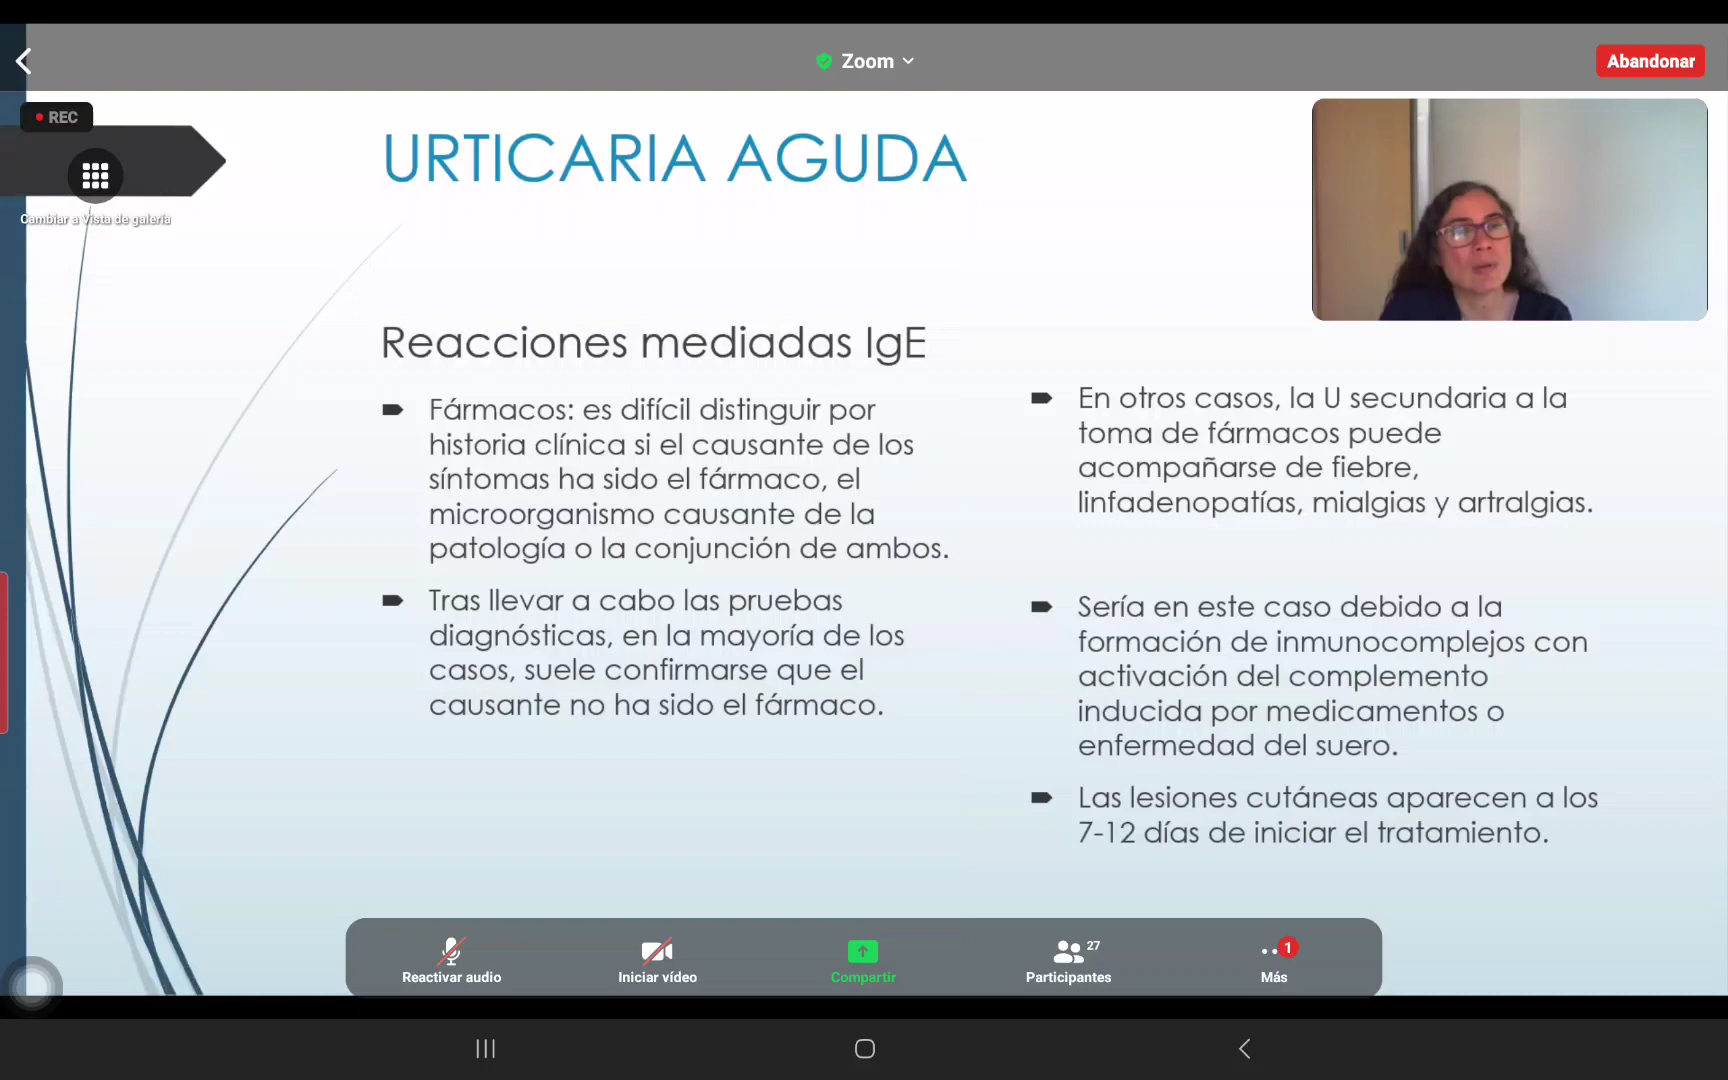 Zoom
Abandonar
REC
Cambiar a Vista de galería
URTICARIA AGUDA
Reacciones mediadas IgE
Fármacos: es difícil distinguir por
historia clínica si el causante de los
síntomas ha sido el fármaco, el
microorganismo causante de la
patología o la conjunción de ambos.
Tras llevar a cabo las pruebas
diagnósticas, en la mayoría de los
casos, suele confirmarse que el
causante no ha sido el fármaco.
En otros casos, la U secundaria a la
toma de fármacos puede
acompañarse de fiebre,
linfadenopatías, mialgias y artralgias.
Sería en este caso debido a la
formación de inmunocomplejos con
activación del complemento
inducida por medicamentos o
enfermedad del suero.
Las lesiones cutáneas aparecen a los
7-12 días de iniciar el tratamiento.
27
1
Reactivar audio
Iniciar vídeo
Compartir
Participantes
Más